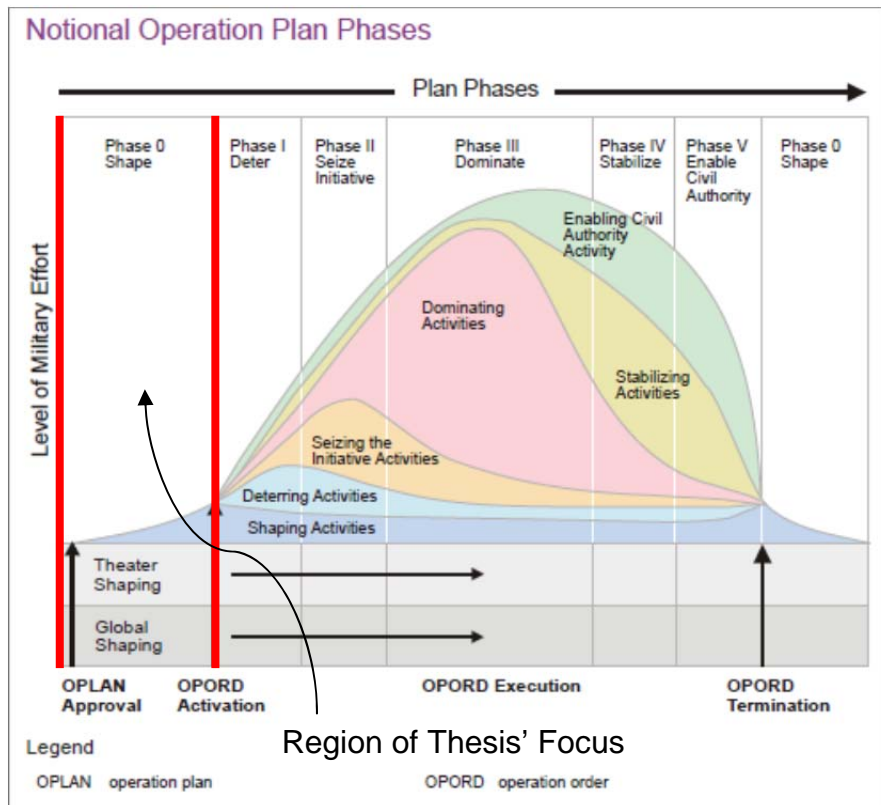 Notional Operation Plan Phases
Plan Phases
Phase 0
Shape
Phase I
Deter
Phase II
Seize
Initiative
Phase III
Dominate
Phase IV
Stabilize
Phase V
Enable
Civil
Authority
Phase 0
Shape
Level of Military Effort
Enabling Civil
Authority
Activity
Dominating
Activities
Stabilizing
Activities
Seizing the
Initiative Activities
Deterring Activities
Shaping Activities
Theater
Shaping
Global
Shaping
OPLAN
Approval
OPORD
Activation
OPORD Execution
OPORD
Termination
Region of Thesis’ Focus
Legend
OPLAN operation plan
OPORD operation order